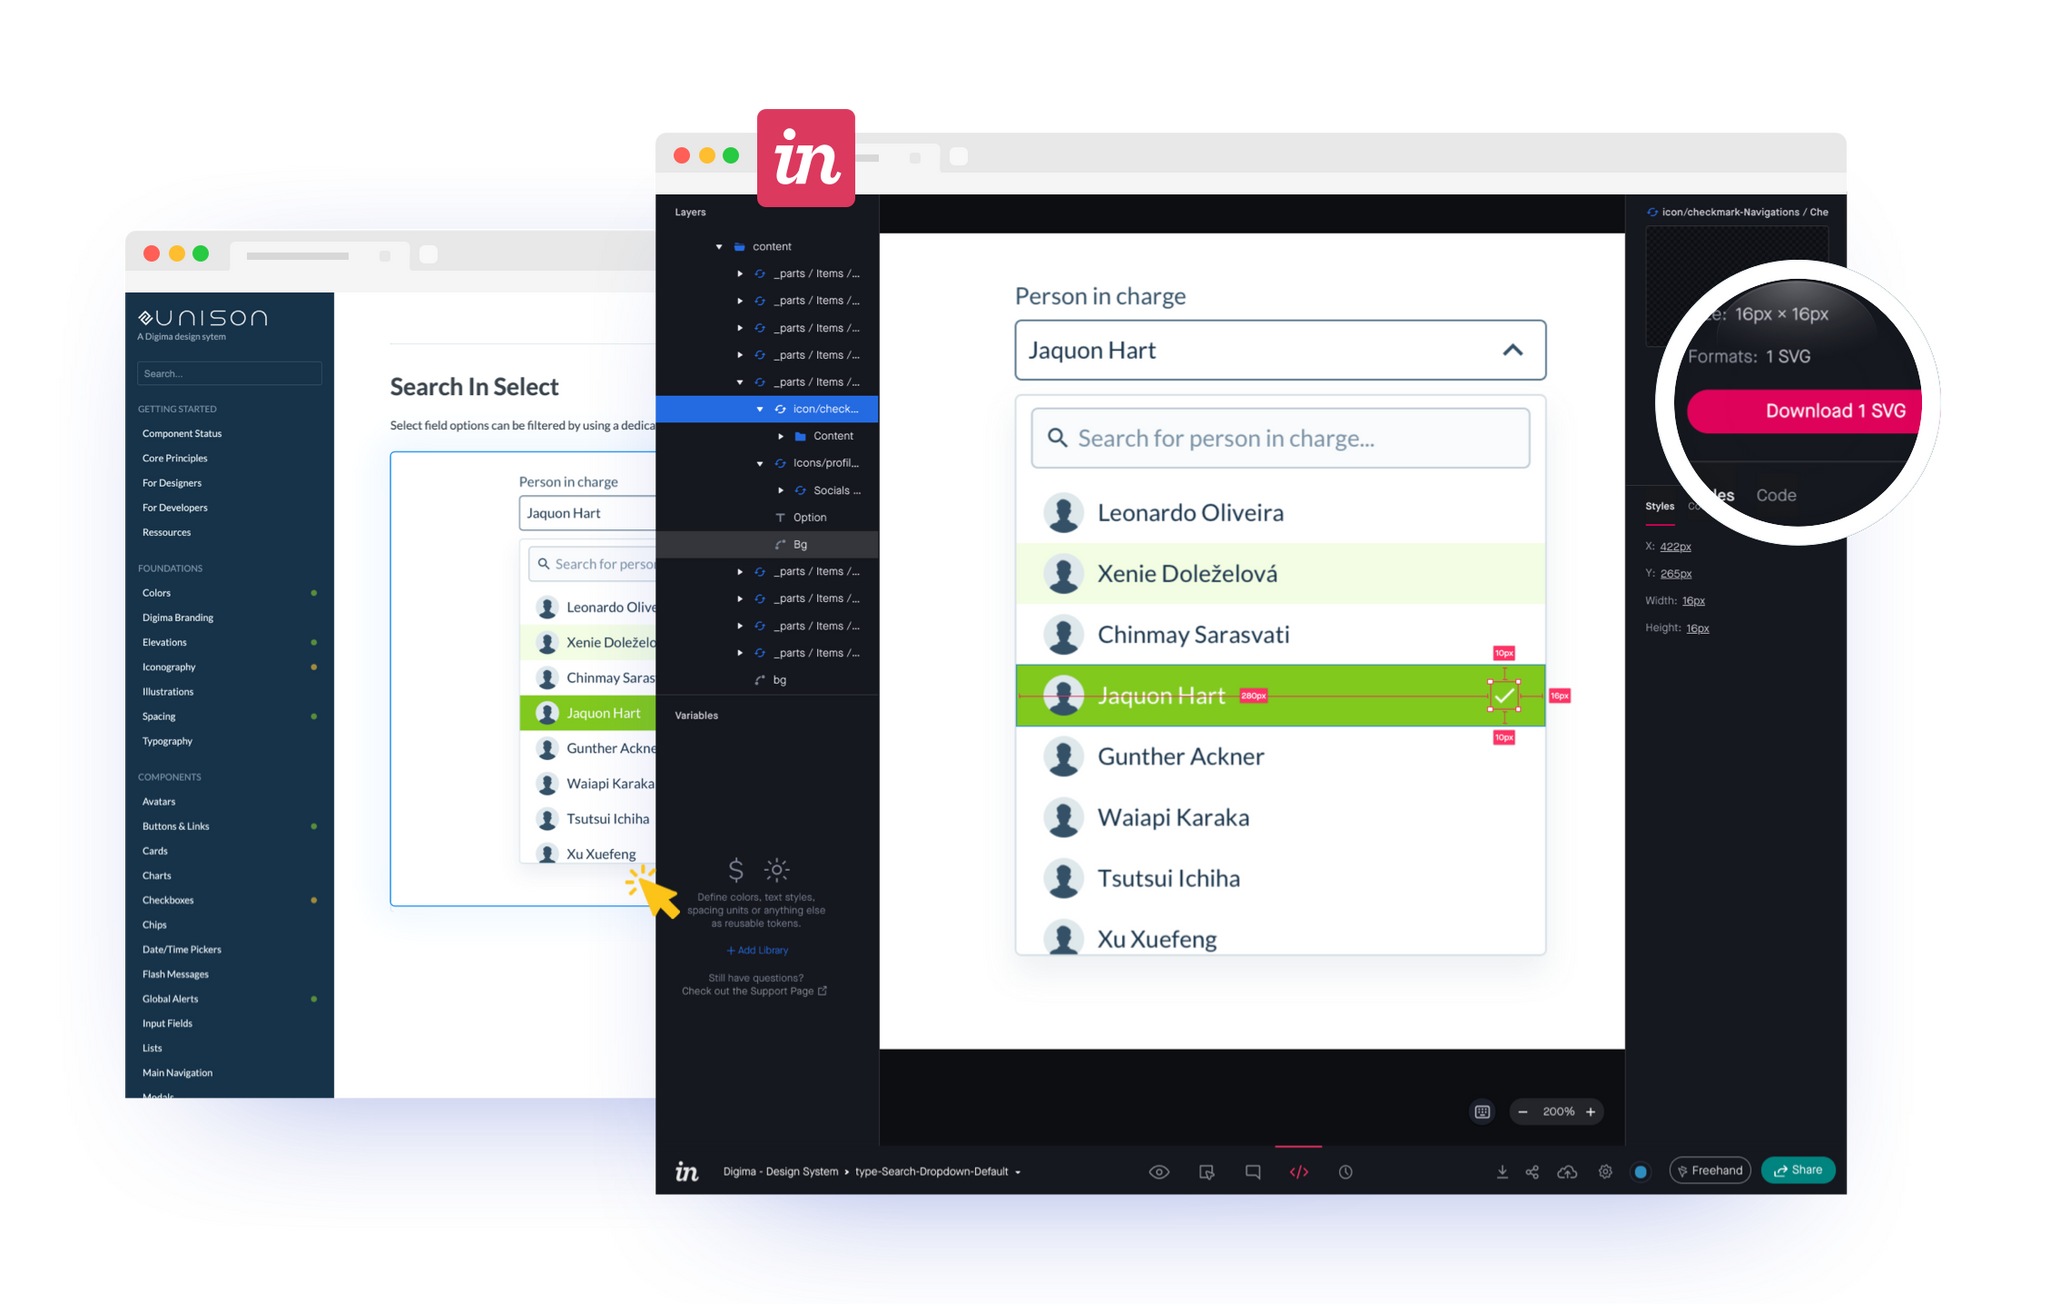 UNISON
A Digima design sytem
Search...
GETTING STARTED
Component Status
Core Principles
For Designers
For Developers
Ressources
FOUNDATIONS
Colors
Digima Branding
Elevations
Iconography
Illustrations
Spacing
Typography
COMPONENTS
Avatars
Buttons & Links
Cards
Charts
Checkboxes
Chips
Date/Time Pickers
Flash Messages
Global Alerts
Input Fields
Lists
Main Navigation
Search In Select
Select field options can be filtered by using a dedica
Person in charge
Jaquon Hart
Search for perso
Leonardo Olive
Xenie Doleželo
Chinmay Saras
Jaquon Hart
Gunther Ackne
Waiapi Karaka
Tsutsui Ichiha
Xu Xuefeng
in
Layers
content
_parts / Items /...
_parts / Items /...
_parts / Items /...
_parts / Items /...
_parts / Items /...
icon/check...
Content
Icons/profil...
Socials ...
Option
Bg
_parts / Items /...
_parts / Items /...
_parts / Items /...
_parts / Items /...
bg
Variables
Define colors, text styles,
spacing units or anything else
as reusable tokens.
+ Add Library
Still have questions?
Check out the Support Page
Person in charge
Jaquon Hart
Search for person in charge...
Leonardo Oliveira
Xenie Doleželová
Chinmay Sarasvati
10px
Jaquon Hart 280px 16px
10px
Gunther Ackner
Waiapi Karaka
Tsutsui Ichiha
Xu Xuefeng
200%
icon/checkmark-Navigations / Che
16px × 16px
Formats: 1 SVG
Download 1 SVG
Code
Styles
X: 422px
Y: 265px
Width: 16px
Height: 16px
in
Digima - Design System › type-Search-Dropdown-Default
Freehand
Share